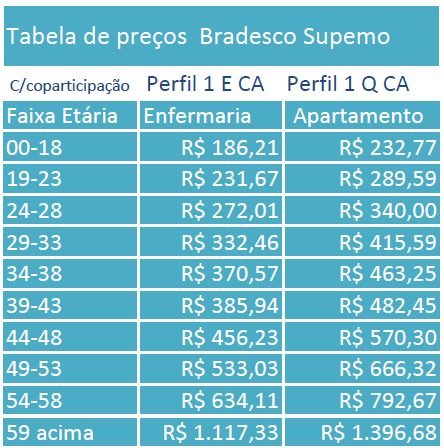 Tabela de preços Bradesco Supemo
C/coparticipação Perfil 1 E CA Perfil 1 Q CA
Faixa Etária Enfermaria Apartamento
00-18 R$ 186,21 R$ 232,77
19-23 R$ 231,67 R$ 289,59
24-28 R$ 272,01 R$ 340,00
29-33 R$ 332,46 R$ 415,59
34-38 R$ 370,57 R$ 463,25
39-43 R$ 385,94 R$ 482,45
44-48 R$ 456,23 R$ 570,30
49-53 R$ 533,03 R$ 666,32
54-58 R$ 634,11 R$ 792,67
59 acima R$ 1.117,33 R$ 1.396,68